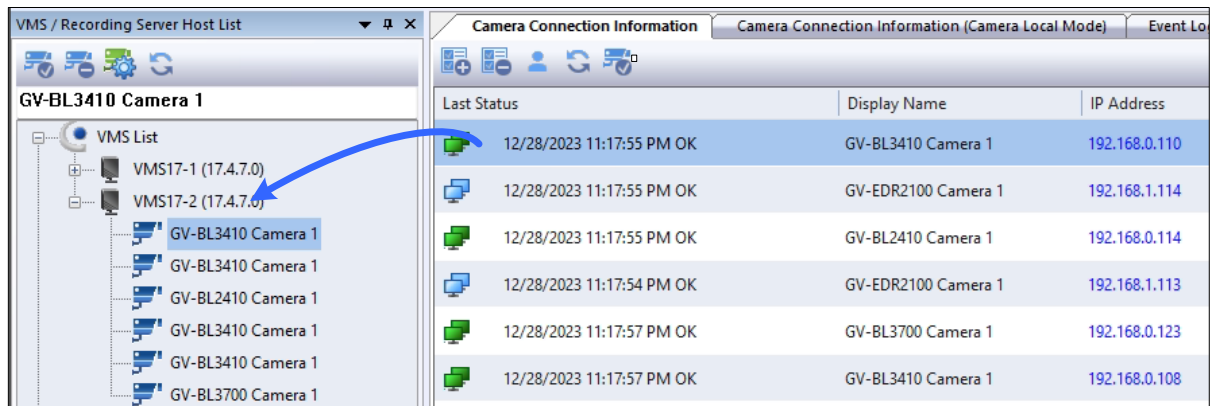 VMS / Recording Server Host List
GV-BL3410 Camera 1
VMS List
VMS17-1 (17.4.7.0)
VMS17-2 (17.4.7.0)
GV-BL3410 Camera 1
GV-BL3410 Camera 1
GV-BL2410 Camera 1
GV-BL3410 Camera 1
GV-BL3410 Camera 1
GV-BL3700 Camera 1
Camera Connection Information Camera Connection Information (Camera Local Mode) Event Lo
Last Status Display Name IP Address
12/28/2023 11:17:55 PM OK GV-BL3410 Camera 1 192.168.0.110
12/28/2023 11:17:55 PM OK GV-EDR2100 Camera 1 192.168.1.114
12/28/2023 11:17:55 PM OK GV-BL2410 Camera 1 192.168.0.114
12/28/2023 11:17:54 PM OK GV-EDR2100 Camera 1 192.168.1.113
12/28/2023 11:17:57 PM OK GV-BL3700 Camera 1 192.168.0.123
12/28/2023 11:17:57 PM OK GV-BL3410 Camera 1 192.168.0.108